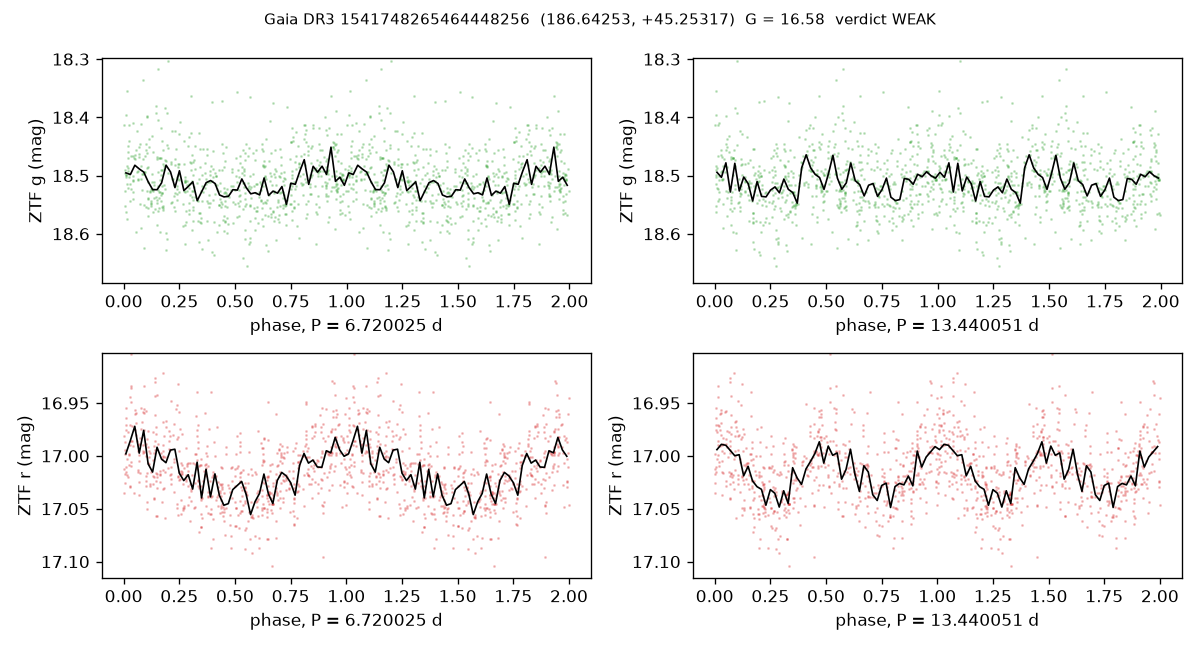 Gaia DR3 1541748265464448256  (186.64253, +45.25317)  G = 16.58  verdict WEAK
ZTF g (mag)
18.3
18.4
18.5
18.6
0.00 0.25 0.50 0.75 1.00 1.25 1.50 1.75 2.00
phase, P = 6.720025 d
ZTF g (mag)
18.3
18.4
18.5
18.6
0.00 0.25 0.50 0.75 1.00 1.25 1.50 1.75 2.00
phase, P = 13.440051 d
ZTF r (mag)
16.95
17.00
17.05
17.10
0.00 0.25 0.50 0.75 1.00 1.25 1.50 1.75 2.00
phase, P = 6.720025 d
ZTF r (mag)
16.95
17.00
17.05
17.10
0.00 0.25 0.50 0.75 1.00 1.25 1.50 1.75 2.00
phase, P = 13.440051 d